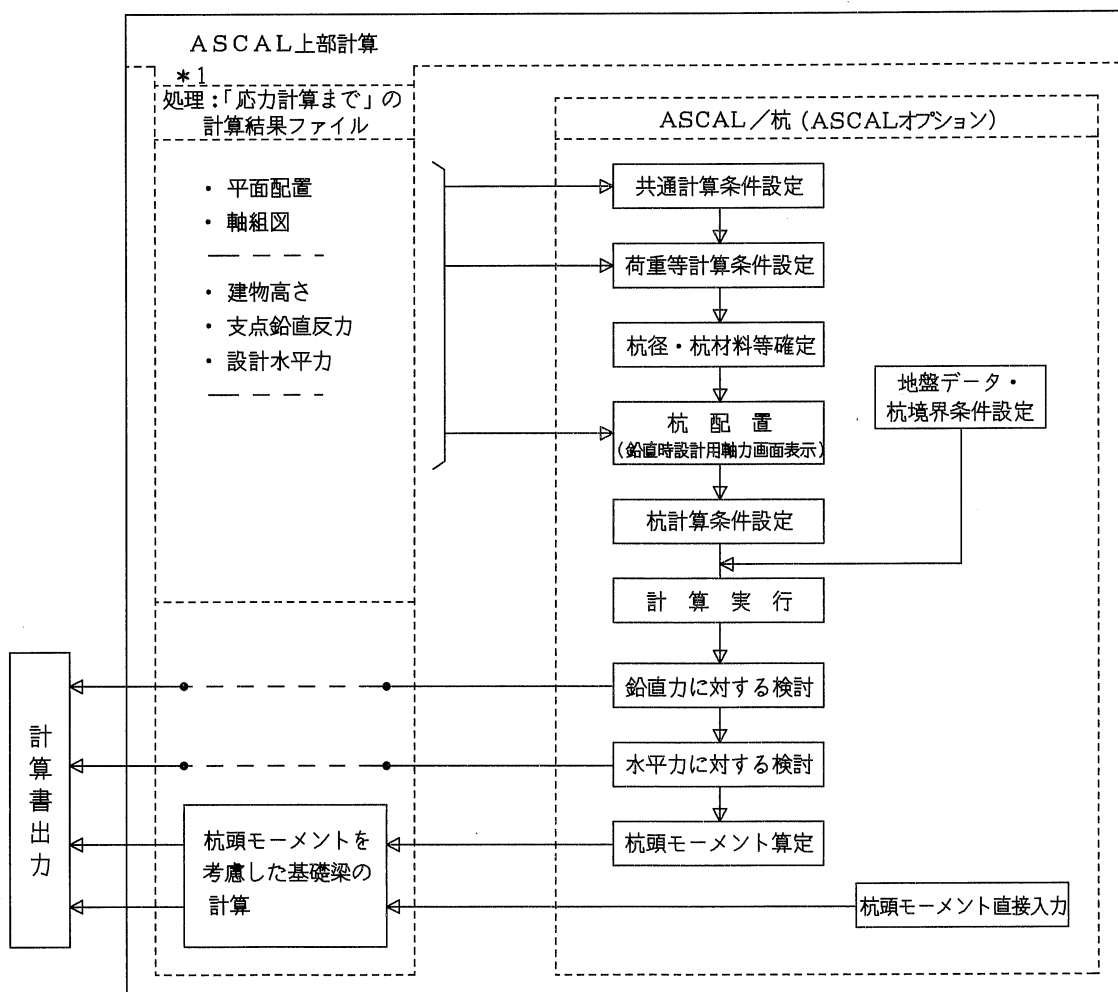 ASCAL上部計算
*1
処理:「応力計算まで」の
計算結果ファイル
・ 平面配置
・ 軸組図
・ 建物高さ
・ 支点鉛直反力
・ 設計水平力
ASCAL／杭(ASCALオプション)
共通計算条件設定
荷重等計算条件設定
杭径・杭材料等確定
地盤データ・
杭境界条件設定
杭 配 置
(鉛直時設計用軸力画面表示)
杭計算条件設定
計 算 実 行
鉛直力に対する検討
水平力に対する検討
杭頭モーメント算定
杭頭モーメント直接入力
杭頭モーメントを
考慮した基礎梁の
計算
計算書出力